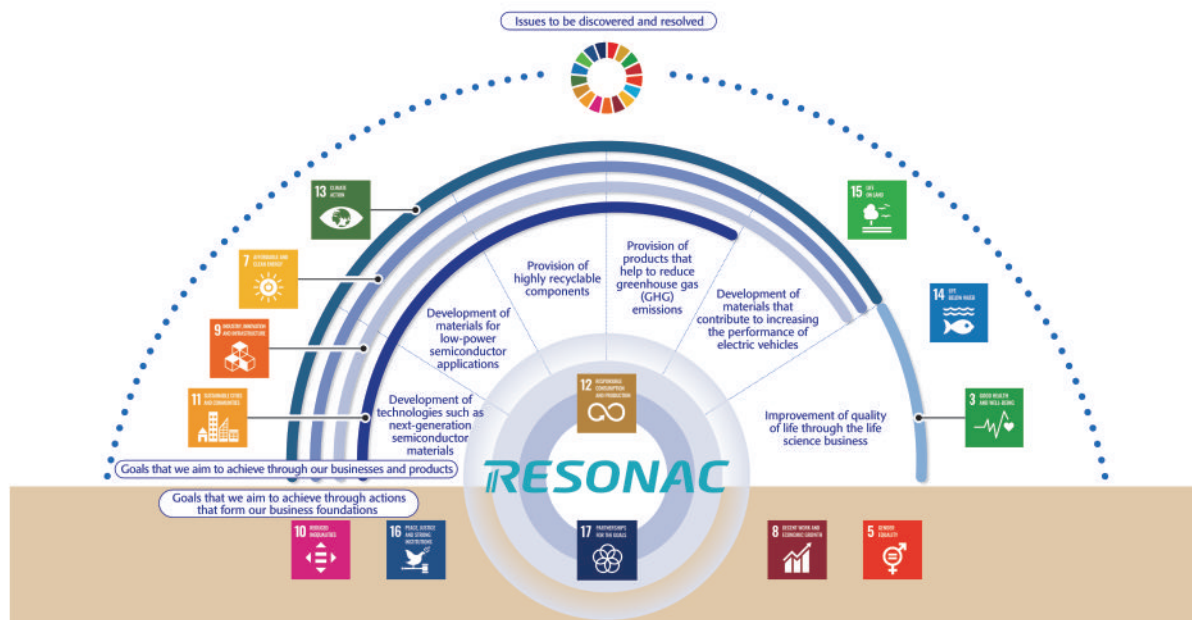 Issues to be discovered and resolved
13 CLIMATE
ACTION
15 LIFE
ON LAND
7 AFFORDABLE AND
CLEAN ENERGY
14 LIFE
BELOW WATER
9 INDUSTRY, INNOVATION
AND INFRASTRUCTURE
11 SUSTAINABLE CITIES
AND COMMUNITIES
3 GOOD HEALTH
AND WELL-BEING
Development of
technologies such as
next-generation
semiconductor
materials
Development of
materials for
low-power
semiconductor
applications
Provision of
highly recyclable
components
Provision of
products that
help to reduce
greenhouse gas
(GHG)
emissions
Development of
materials that
contribute to increasing
the performance of
electric vehicles
Improvement of quality
of life through the life
science business
12 RESPONSIBLE
CONSUMPTION
AND PRODUCTION
RESONAC
Goals that we aim to achieve through our businesses and products
Goals that we aim to achieve through actions
that form our business foundations
10 REDUCED
INEQUALITIES
16 PEACE, JUSTICE
AND STRONG
INSTITUTIONS
17 PARTNERSHIPS
FOR THE GOALS
8 DECENT WORK AND
ECONOMIC GROWTH
5 GENDER
EQUALITY